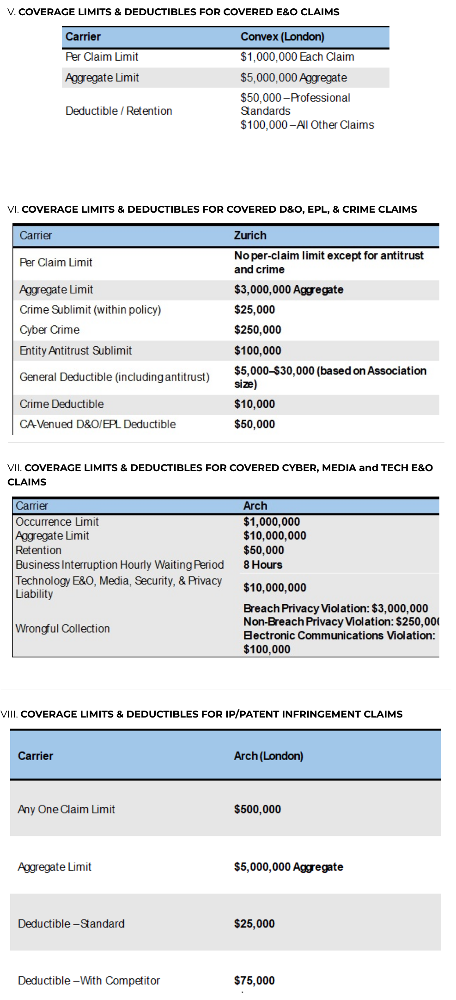 V. COVERAGE LIMITS & DEDUCTIBLES FOR COVERED E&O CLAIMS
Carrier Convex (London)
Per Claim Limit $1,000,000 Each Claim
Aggregate Limit $5,000,000 Aggregate
Deductible / Retention
$50,000 –Professional
Standards
$100,000 –All Other Claims
VI. COVERAGE LIMITS & DEDUCTIBLES FOR COVERED D&O, EPL, & CRIME CLAIMS
Carrier Zurich
Per Claim Limit
No per-claim limit except for antitrust
and crime
Aggregate Limit $3,000,000 Aggregate
Crime Sublimit (within policy) $25,000
Cyber Crime $250,000
Entity Antitrust Sublimit $100,000
General Deductible (including antitrust)
$5,000–$30,000 (based on Association
size)
Crime Deductible $10,000
CA-Venued D&O/EPL Deductible $50,000
VII. COVERAGE LIMITS & DEDUCTIBLES FOR COVERED CYBER, MEDIA and TECH E&O
CLAIMS
Carrier Arch
Occurrence Limit $1,000,000
Aggregate Limit $10,000,000
Retention $50,000
Business Interruption Hourly Waiting Period 8 Hours
Technology E&O, Media, Security, & Privacy
Liability
$10,000,000
Wrongful Collection
Breach Privacy Violation: $3,000,000
Non-Breach Privacy Violation: $250,000
Electronic Communications Violation:
$100,000
VIII. COVERAGE LIMITS & DEDUCTIBLES FOR IP/PATENT INFRINGEMENT CLAIMS
Carrier Arch (London)
Any One Claim Limit $500,000
Aggregate Limit $5,000,000 Aggregate
Deductible –Standard $25,000
Deductible –With Competitor $75,000